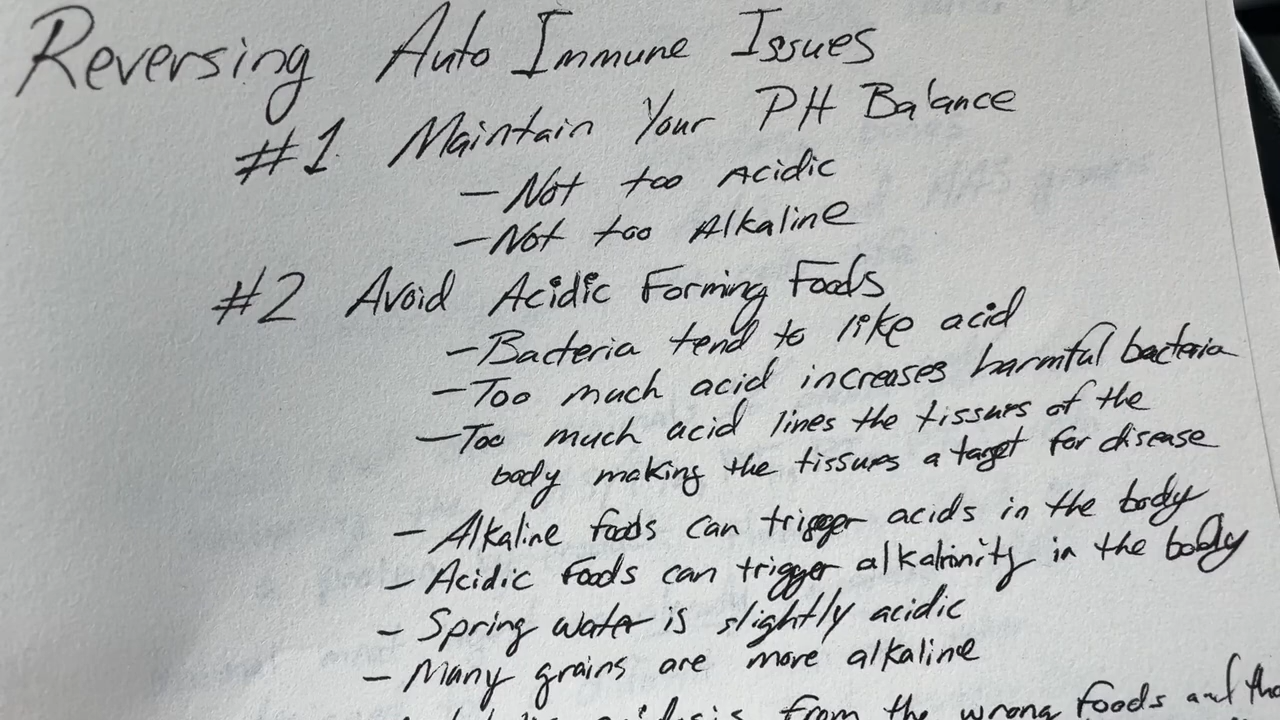 Reversing Auto Immune Issues
#1 Maintain Your PH Balance
- Not too Acidic
- Not too Alkaline
#2 Avoid Acidic Forming Foods
- Bacteria tend to like acid
- Too much acid increases harmful bacteria
- Too much acid lines the tissues of the
body making the tissues a target for disease
- Alkaline foods can trigger acids in the body
- Acidic foods can trigger alkalinity in the body
- Spring water is slightly acidic
- Many grains are more alkaline
from the wrong foods and